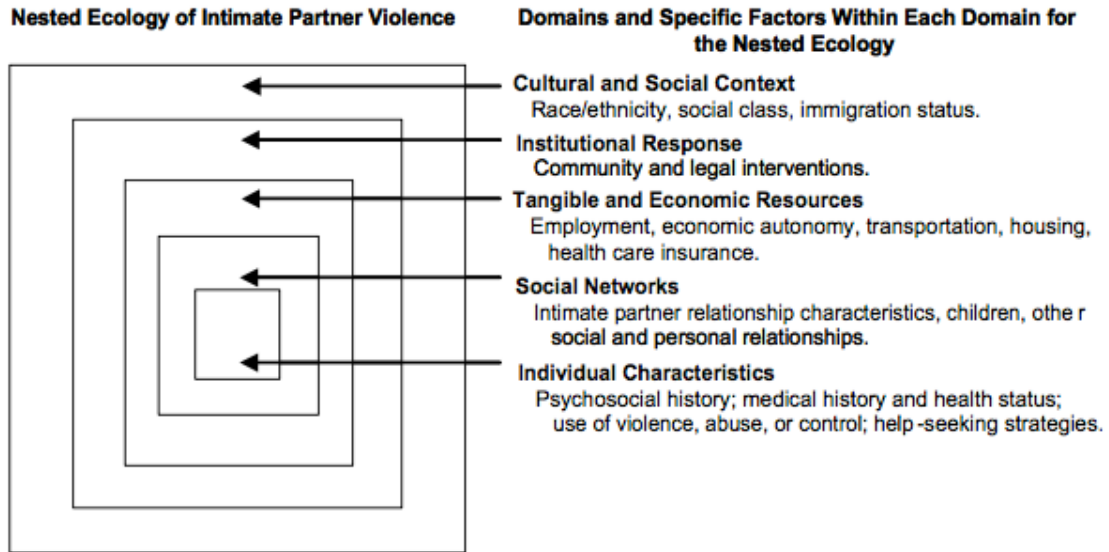 Nested Ecology of Intimate Partner Violence
Domains and Specific Factors Within Each Domain for
the Nested Ecology
Cultural and Social Context
Race/ethnicity, social class, immigration status.
Institutional Response
Community and legal interventions.
Tangible and Economic Resources
Employment, economic autonomy, transportation, housing,
health care insurance.
Social Networks
Intimate partner relationship characteristics, children, othe r
social and personal relationships.
Individual Characteristics
Psychosocial history; medical history and health status;
use of violence, abuse, or control; help -seeking strategies.